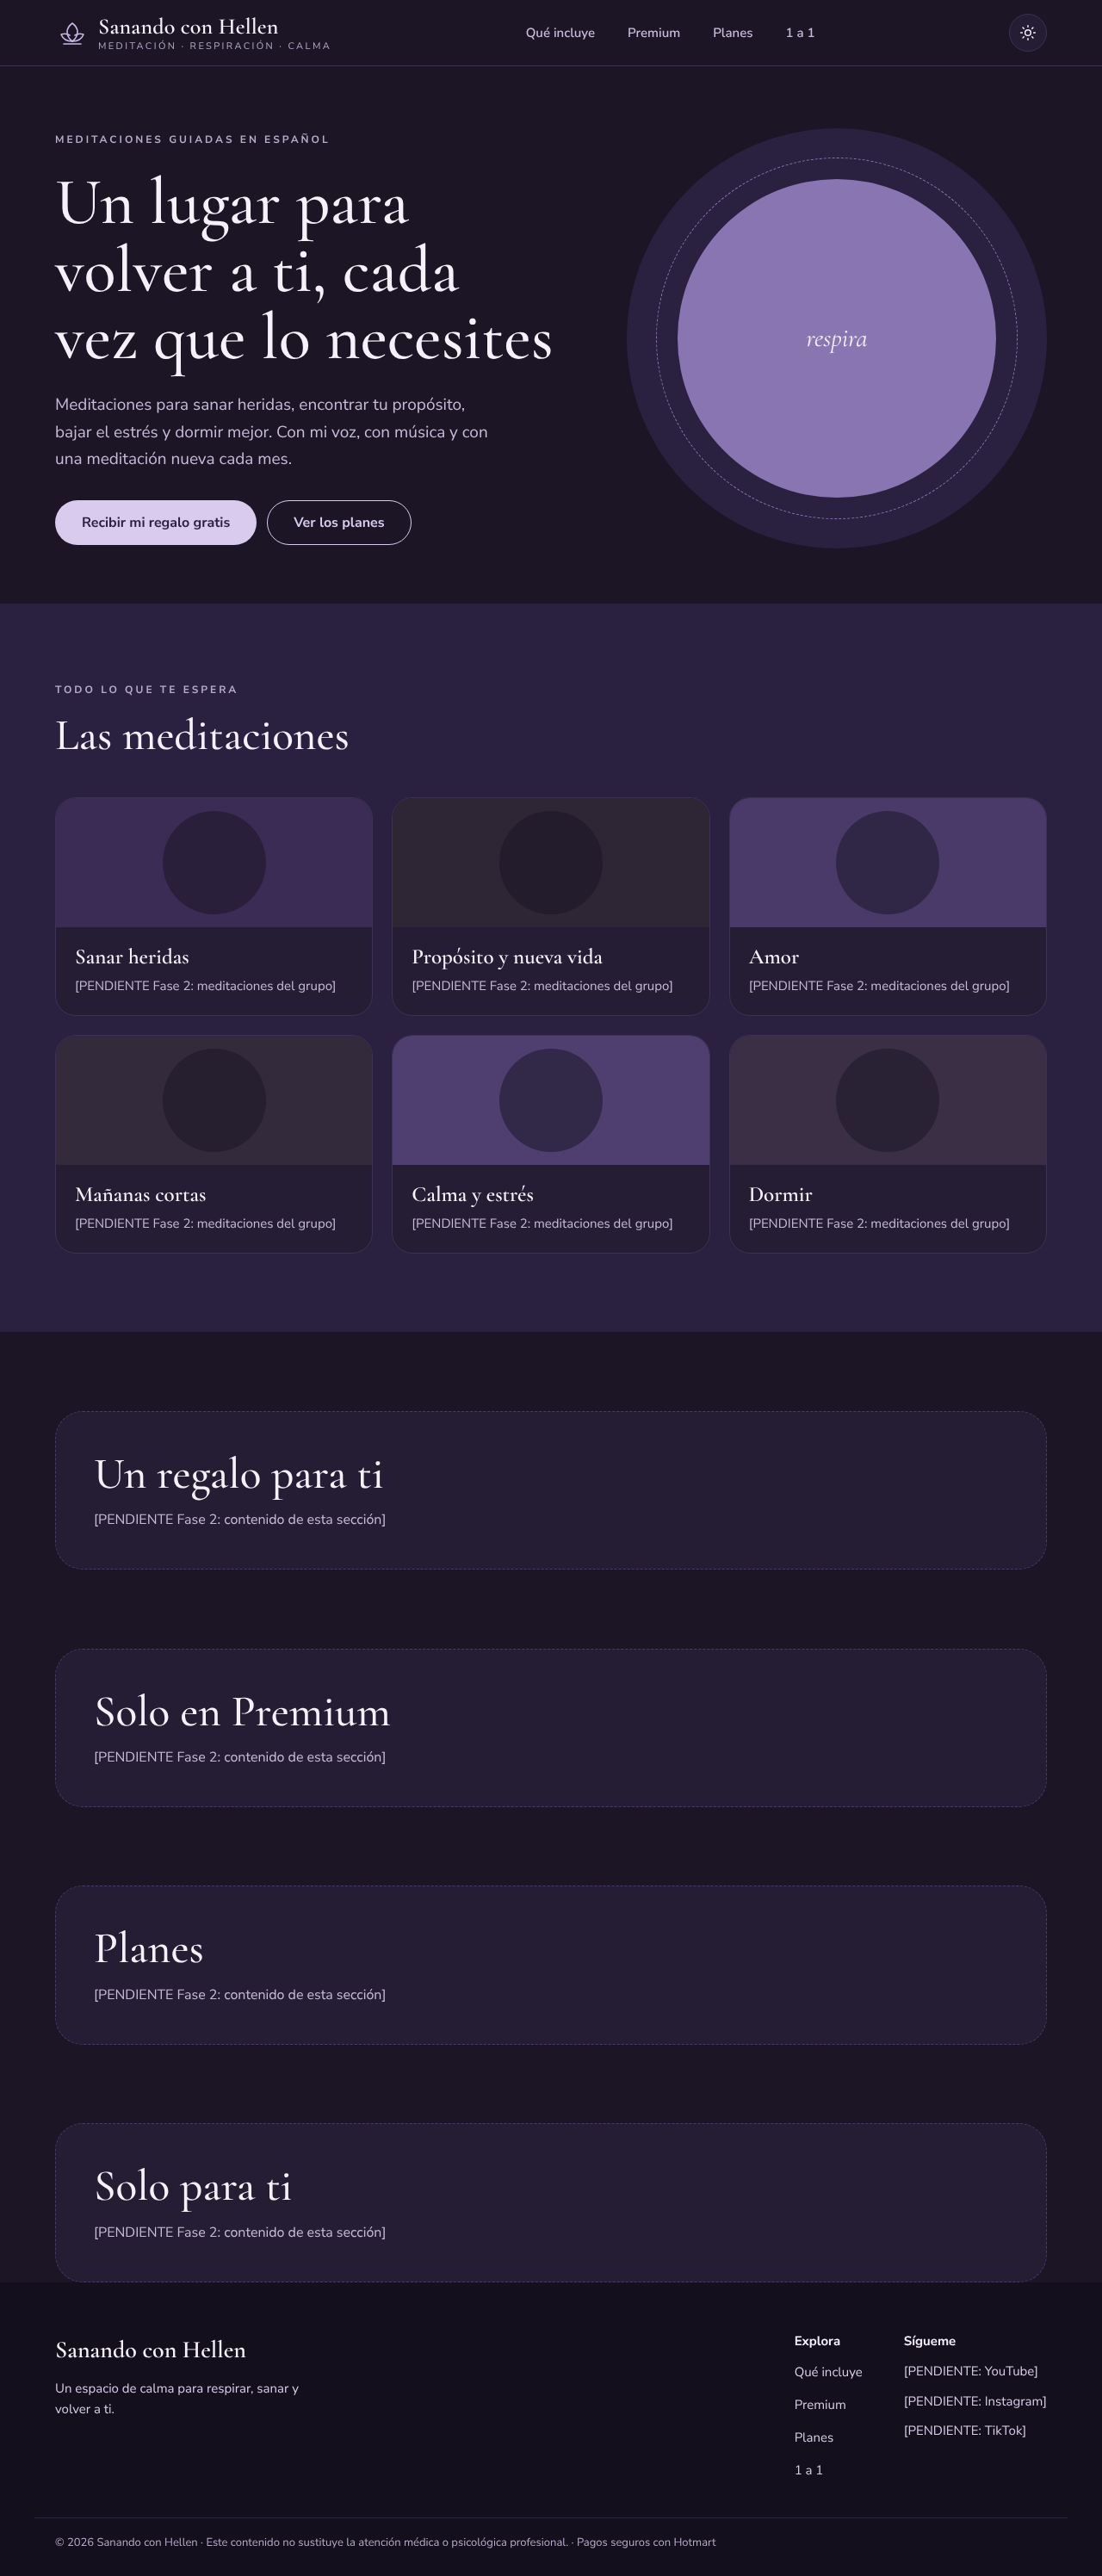 Sanando con Hellen
MEDITACIÓN · RESPIRACIÓN · CALMA
Qué incluye
Premium
Planes
1 a 1
MEDITACIONES GUIADAS EN ESPAÑOL
Un lugar para
volver a ti, cada
vez que lo necesites
Meditaciones para sanar heridas, encontrar tu propósito,
bajar el estrés y dormir mejor. Con mi voz, con música y con
una meditación nueva cada mes.
Recibir mi regalo gratis
Ver los planes
respira
TODO LO QUE TE ESPERA
Las meditaciones
Sanar heridas
[PENDIENTE Fase 2: meditaciones del grupo]
Propósito y nueva vida
[PENDIENTE Fase 2: meditaciones del grupo]
Amor
[PENDIENTE Fase 2: meditaciones del grupo]
Mañanas cortas
[PENDIENTE Fase 2: meditaciones del grupo]
Calma y estrés
[PENDIENTE Fase 2: meditaciones del grupo]
Dormir
[PENDIENTE Fase 2: meditaciones del grupo]
Un regalo para ti
[PENDIENTE Fase 2: contenido de esta sección]
Solo en Premium
[PENDIENTE Fase 2: contenido de esta sección]
Planes
[PENDIENTE Fase 2: contenido de esta sección]
Solo para ti
[PENDIENTE Fase 2: contenido de esta sección]
Sanando con Hellen
Un espacio de calma para respirar, sanar y
volver a ti.
Explora
Qué incluye
Premium
Planes
1 a 1
Sígueme
[PENDIENTE: YouTube]
[PENDIENTE: Instagram]
[PENDIENTE: TikTok]
© 2026 Sanando con Hellen · Este contenido no sustituye la atención médica o psicológica profesional. · Pagos seguros con Hotmart